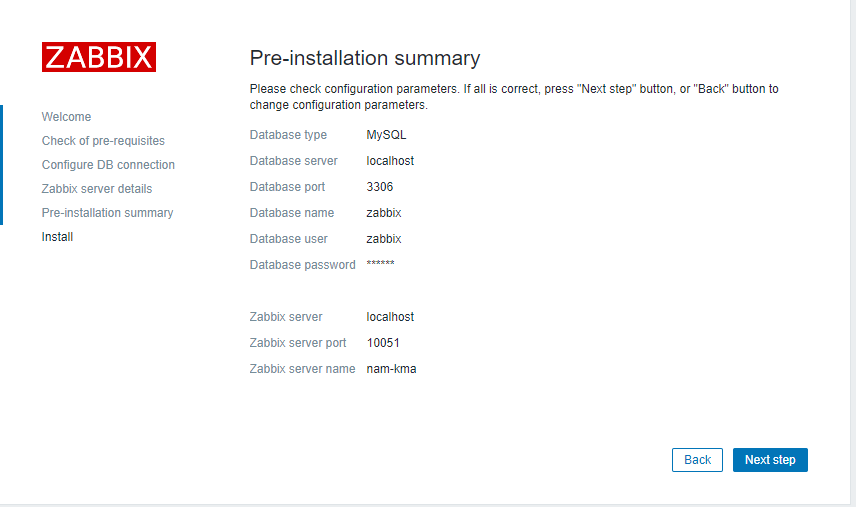 ZABBIX
Welcome
Check of pre-requisites
Configure DB connection
Zabbix server details
Pre-installation summary
Install
Pre-installation summary
Please check configuration parameters. If all is correct, press "Next step" button, or "Back" button to
change configuration parameters.
Database type MySQL
Database server localhost
Database port 3306
Database name zabbix
Database user zabbix
Database password ******
Zabbix server localhost
Zabbix server port 10051
Zabbix server name nam-kma
Back Next step